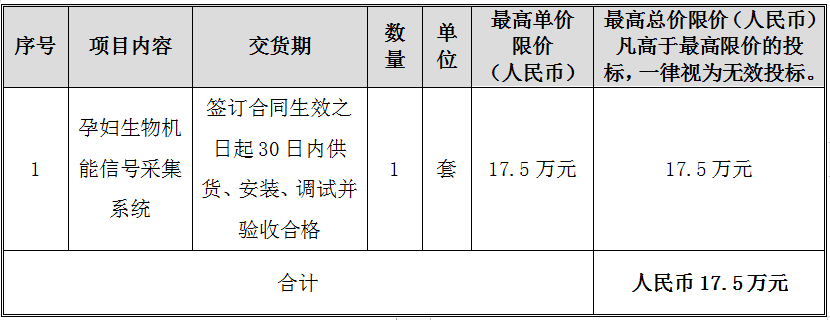 序号
项目内容
交货期
数
量
单
位
最高单价
限价
（人民币）
最高总价限价（人民币）
凡高于最高限价的投
标，一律视为无效投标。
1
孕妇生物机
能信号采集
系统
签订合同生效之
日起 30 日内供
货、安装、调试并
验收合格
1
套
17.5 万元
17.5 万元
合计
人民币 17.5 万元